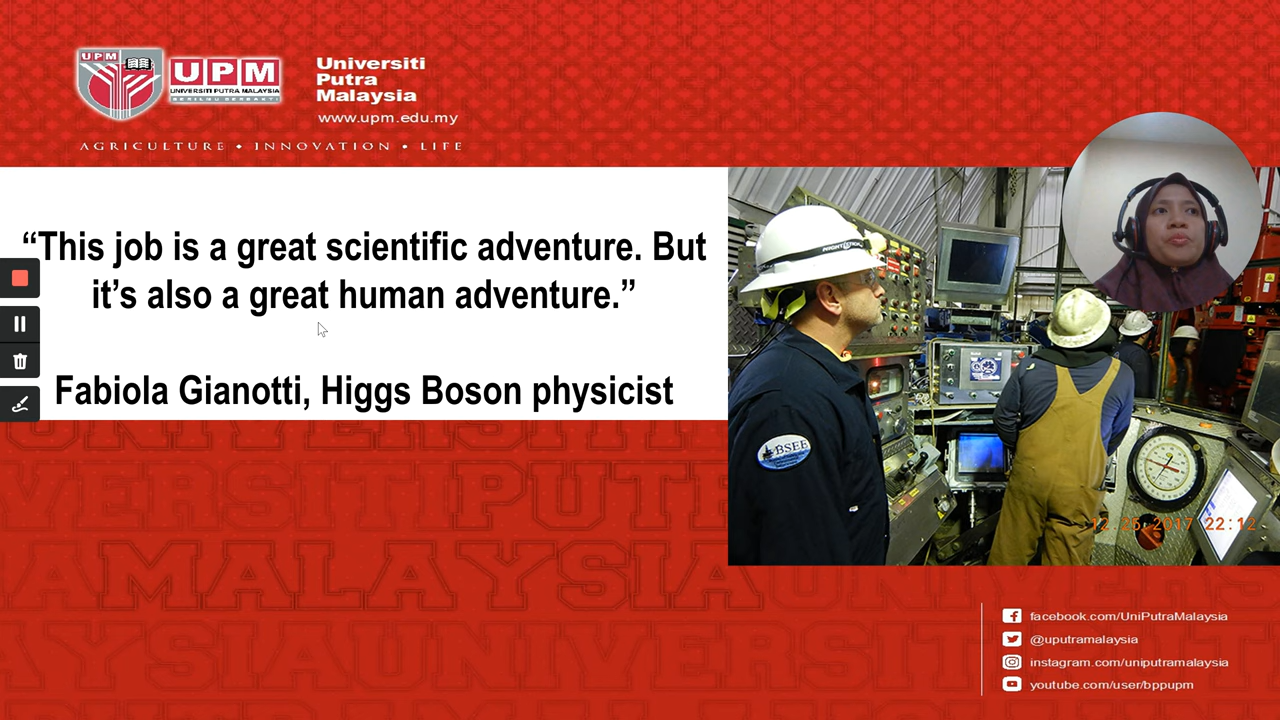 UPM
UPM
UNIVERSITI PUTRA MALAYSIA
BERILMU BERBAKTI
Universiti
Putra
Malaysia
www.upm.edu.my
AGRICULTURE • INNOVATION • LIFE
“This job is a great scientific adventure. But
it’s also a great human adventure.”
Fabiola Gianotti, Higgs Boson physicist
BSEE
12 25 2017 22:12
facebook.com/UniPutraMalaysia
@uputramalaysia
instagram.com/uniputramalaysia
youtube.com/user/bppupm